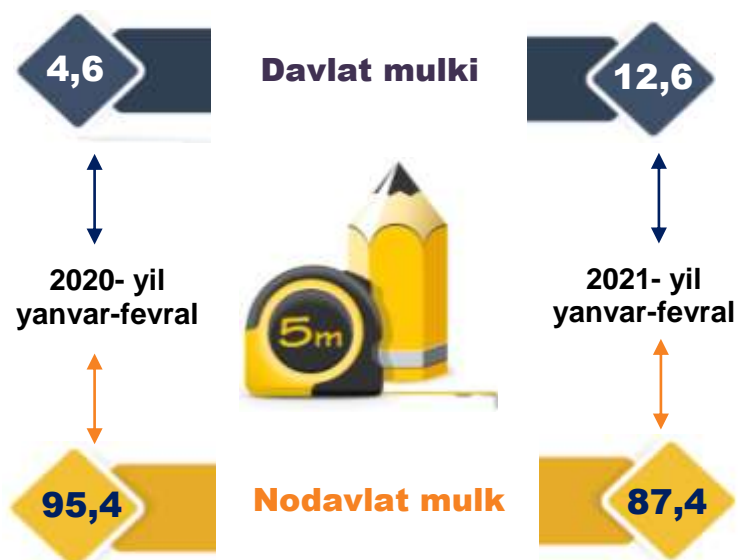 4,6
Davlat mulki
12,6
2020- yil
yanvar-fevral
5m
2021- yil
yanvar-fevral
95,4
Nodavlat mulk
87,4